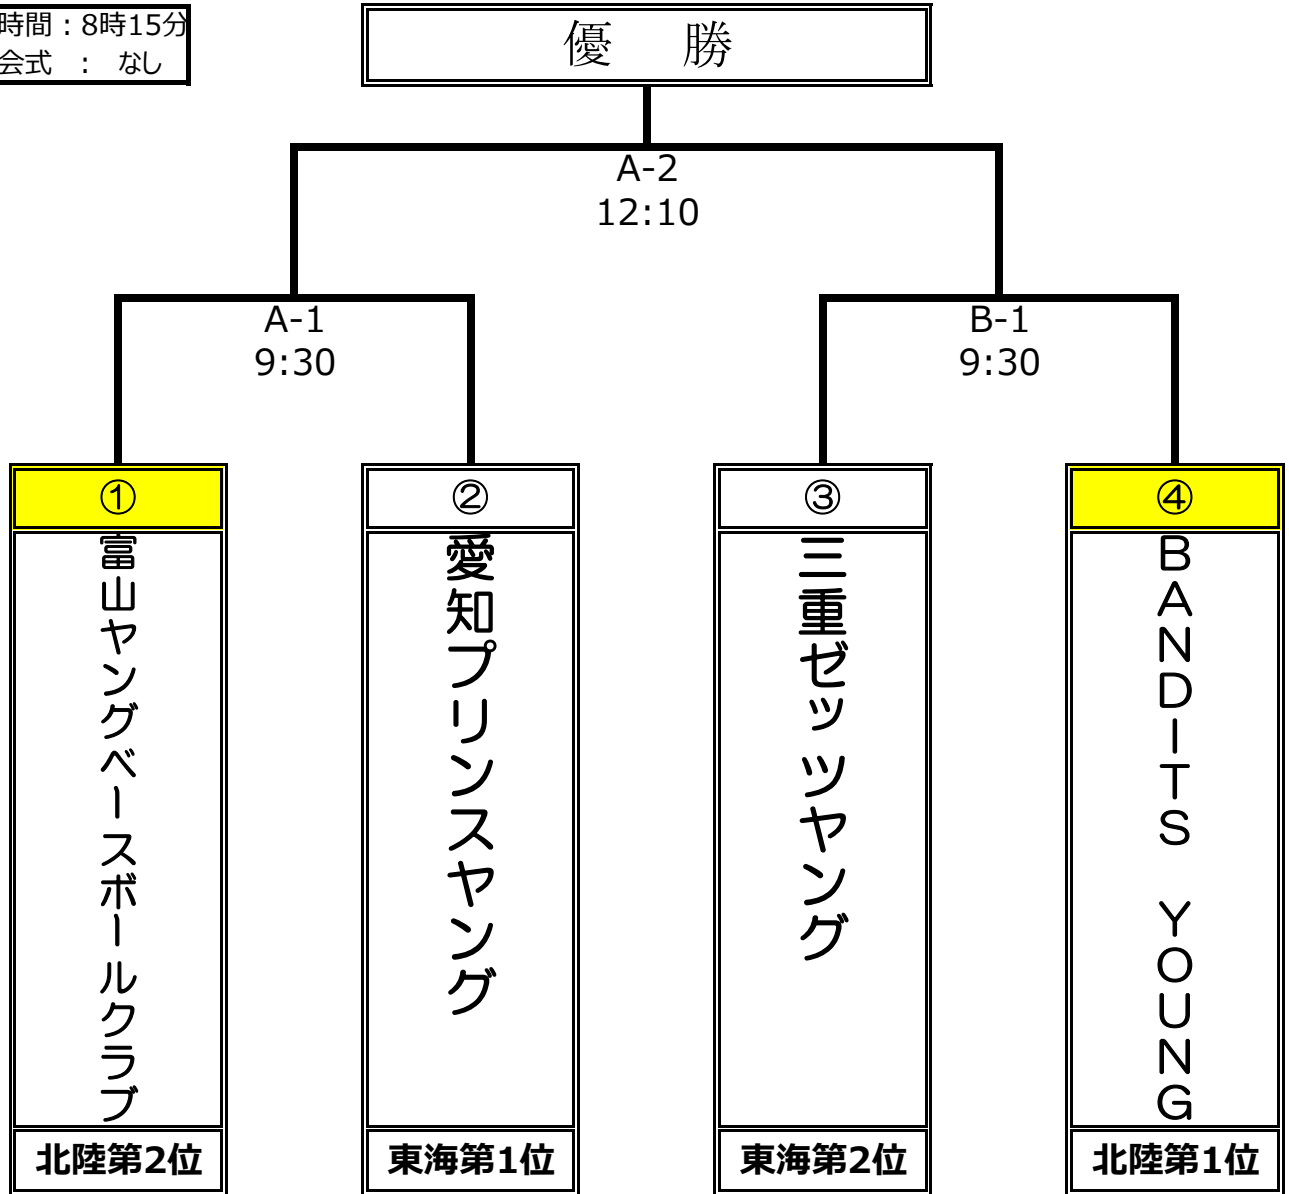 時間：8時15分
会式　：　なし
優　勝
A-2
12:10
A-1
9:30
B-1
9:30
①
②
③
④
富山ヤングベースボールクラブ
愛知プリンスヤング
三重ゼッツヤング
BANDITS　YOUNG
北陸第2位
東海第1位
東海第2位
北陸第1位